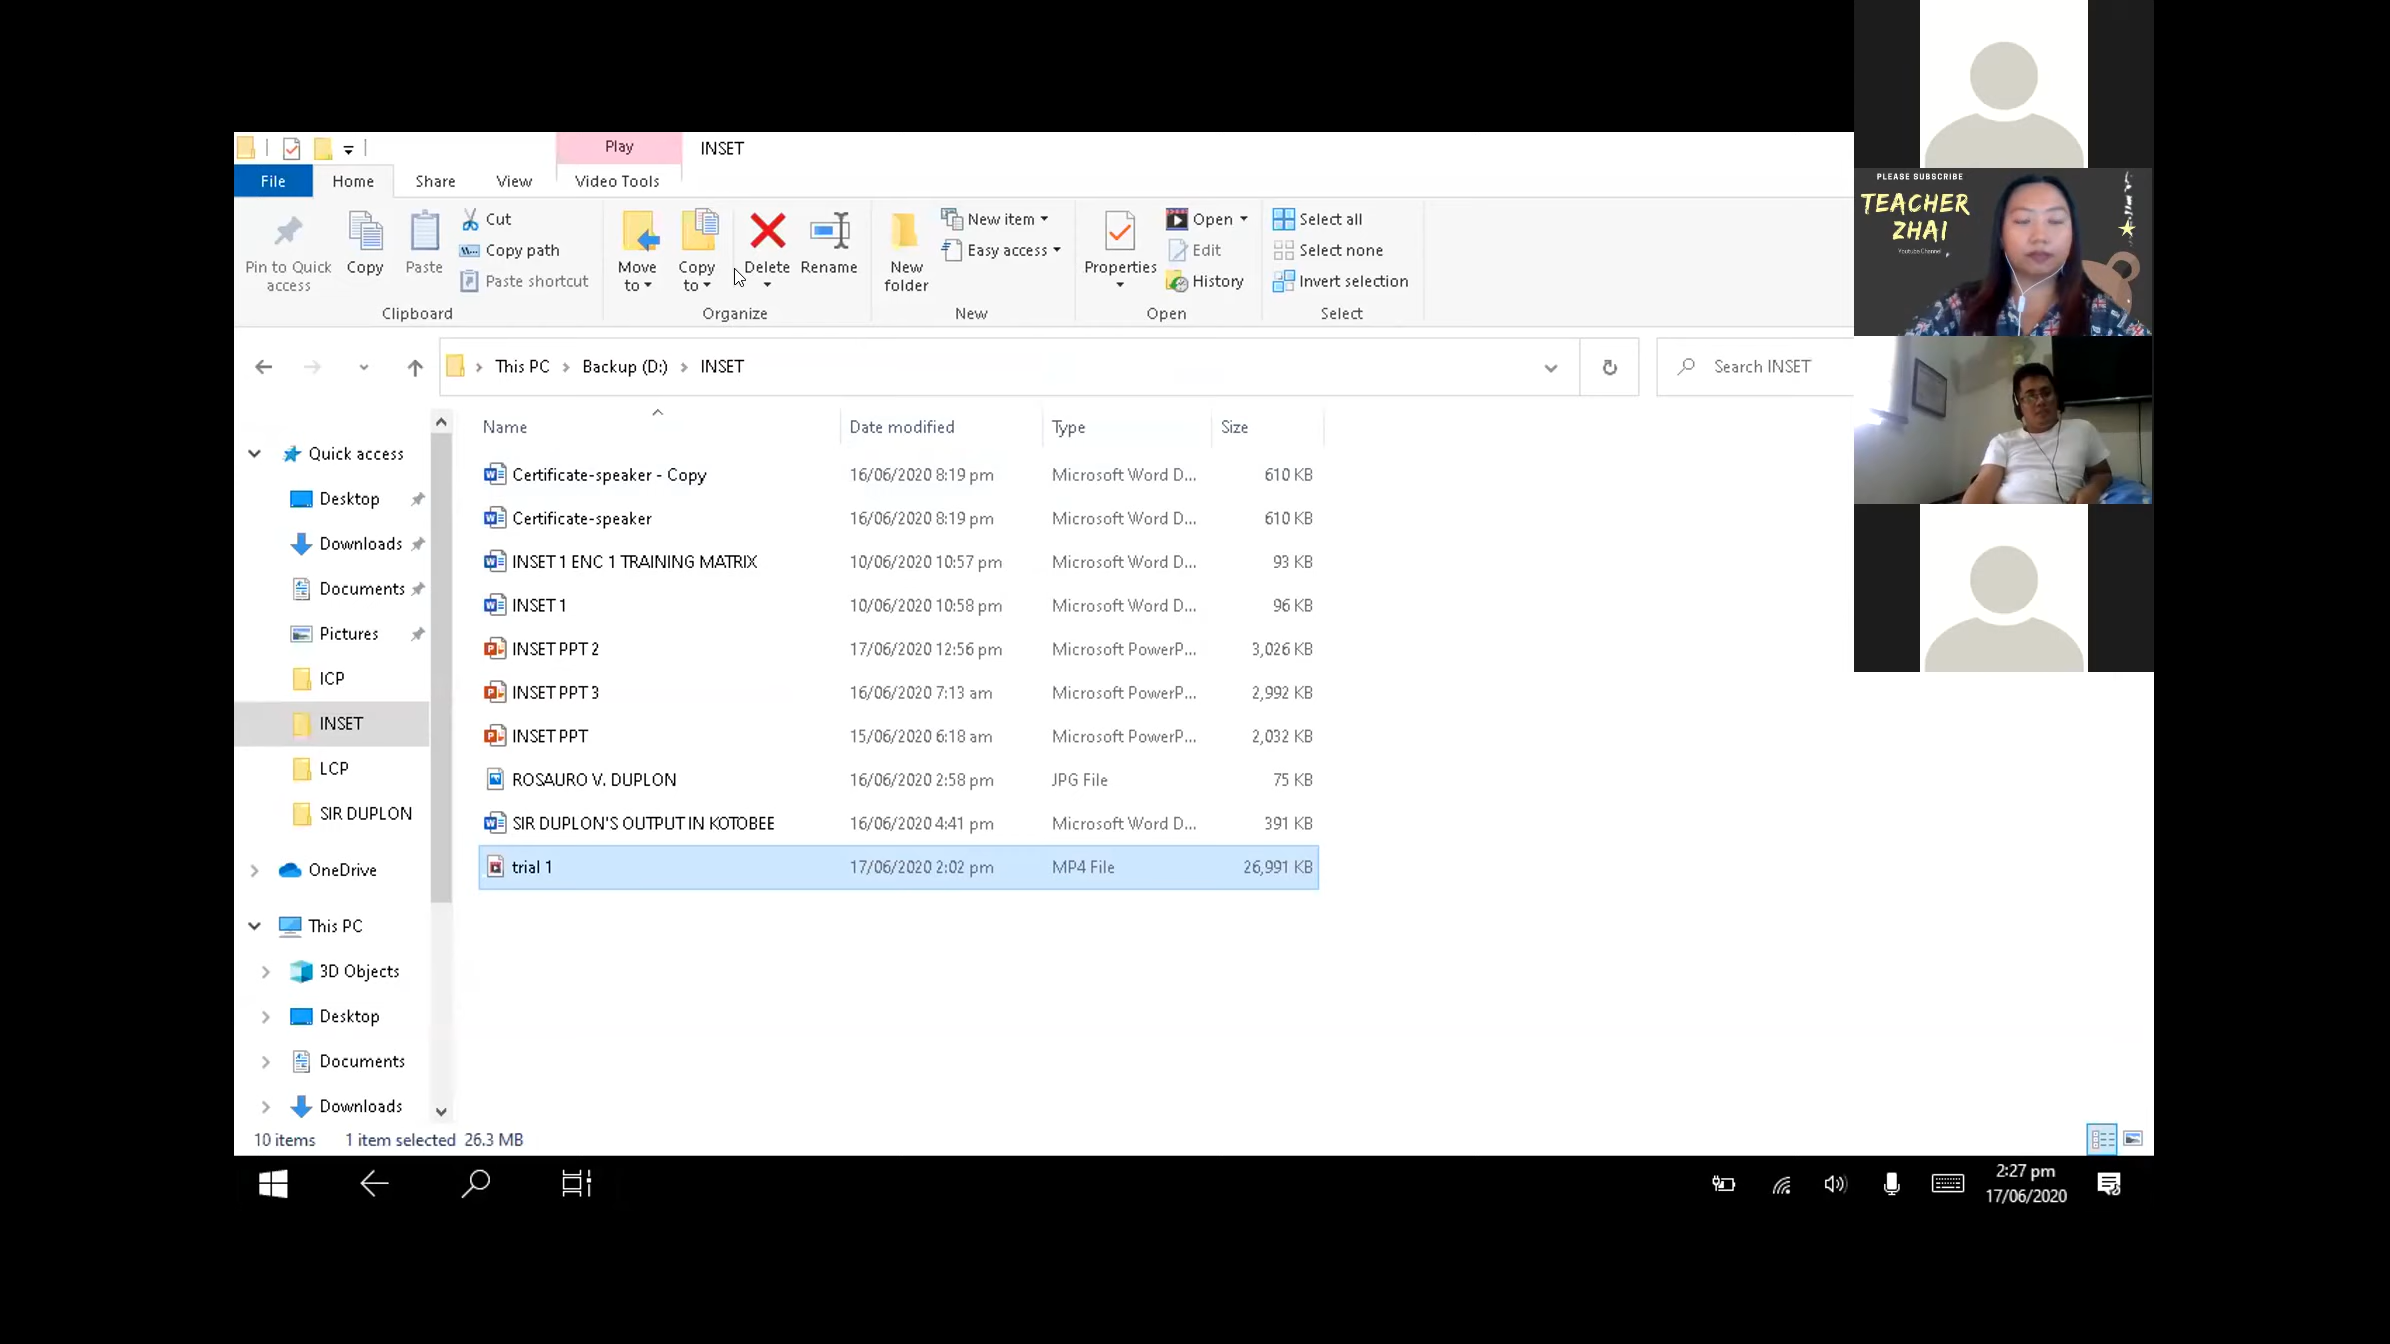 Play INSET
File Home Share View Video Tools
Pin to Quick access Copy Paste Cut
Copy path
Paste shortcut
Clipboard
Move to Copy to Delete Rename
Organize
New folder New item
Easy access
New
Properties Open
Edit
History
Open
Select all
Select none
Invert selection
Select
This PC Backup (D:) INSET Search INSET
Name Date modified Type Size
Certificate-speaker - Copy 16/06/2020 8:19 pm Microsoft Word D... 610 KB
Certificate-speaker 16/06/2020 8:19 pm Microsoft Word D... 610 KB
INSET 1 ENC 1 TRAINING MATRIX 10/06/2020 10:57 pm Microsoft Word D... 93 KB
INSET 1 10/06/2020 10:58 pm Microsoft Word D... 96 KB
INSET PPT 2 17/06/2020 12:56 pm Microsoft PowerP... 3,026 KB
INSET PPT 3 16/06/2020 7:13 am Microsoft PowerP... 2,992 KB
INSET PPT 15/06/2020 6:18 am Microsoft PowerP... 2,032 KB
ROSAURO V. DUPLON 16/06/2020 2:58 pm JPG File 75 KB
SIR DUPLON'S OUTPUT IN KOTOBEE 16/06/2020 4:41 pm Microsoft Word D... 391 KB
trial 1 17/06/2020 2:02 pm MP4 File 26,991 KB
Quick access
Desktop
Downloads
Documents
Pictures
ICP
INSET
LCP
SIR DUPLON
OneDrive
This PC
3D Objects
Desktop
Documents
Downloads
10 items 1 item selected 26.3 MB
2:27 pm
17/06/2020
PLEASE SUBSCRIBE
TEACHER
ZHAI
Youtube Channel